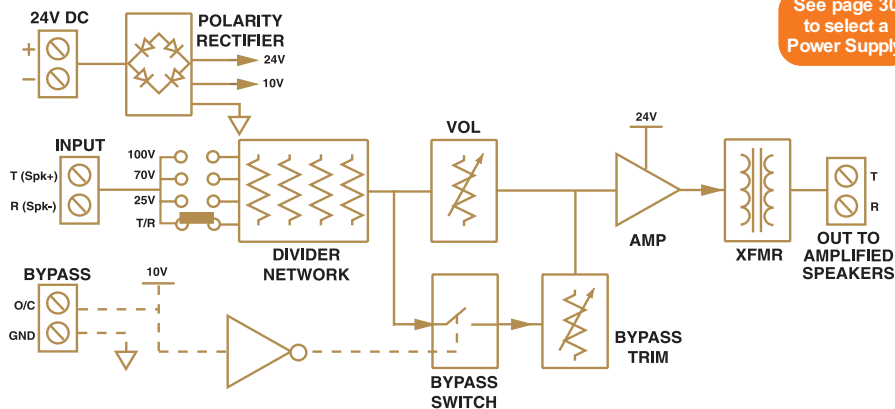 24V DC
+
–
POLARITY
RECTIFIER
24V
10V
See page 30
to select a
Power Supply
INPUT
T (Spk+)
R (Spk-)
100V
70V
25V
T/R
DIVIDER
NETWORK
VOL
24V
AMP
XFMR
T
R
OUT TO
AMPLIFIED
SPEAKERS
BYPASS
O/C
GND
10V
BYPASS
SWITCH
BYPASS
TRIM